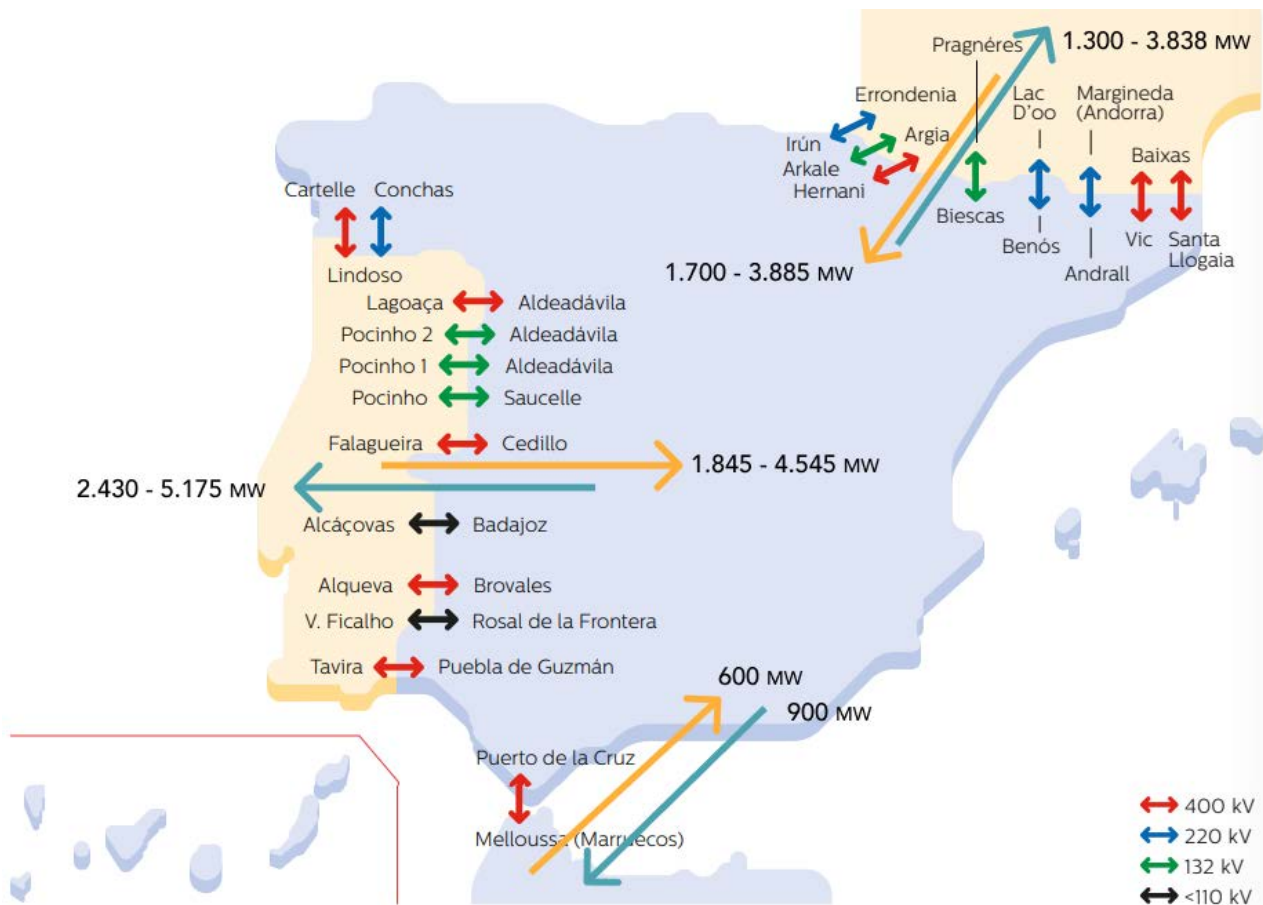 Pragnéres
1.300 - 3.838 MW
Errondenia
Lac
D'oo
Margineda
(Andorra)
Argia
Baixas
Irún
Arkale
Hernani
Cartelle
Conchas
Biescas
Benós
Vic
Santa
Llogaia
Andrall
Lindoso
1.700 - 3.885 MW
Lagoaça
Aldeadávila
Pocinho 2
Aldeadávila
Pocinho 1
Aldeadávila
Pocinho
Saucelle
Falagueira
Cedillo
1.845 - 4.545 MW
2.430 - 5.175 MW
Alcáçovas
Badajoz
Alqueva
Brovales
V. Ficalho
Rosal de la Frontera
Tavira
Puebla de Guzmán
600 MW
900 MW
Puerto de la Cruz
Melloussa (Marruecos)
400 kV
220 kV
132 kV
<110 kV